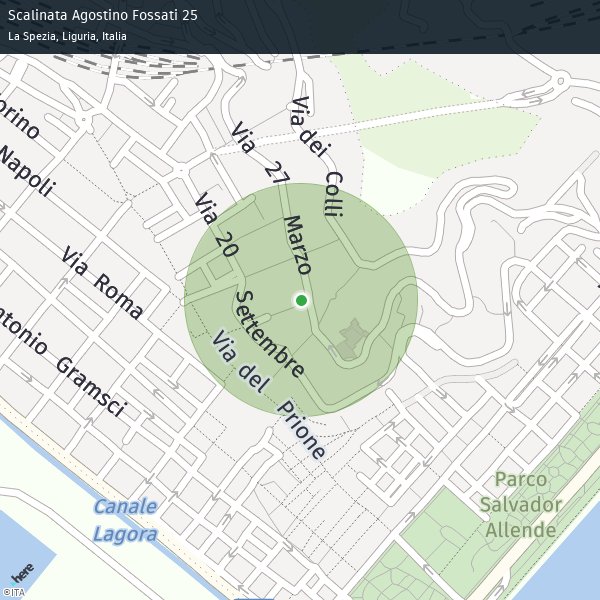 Scalinata Agostino Fossati 25
La Spezia, Liguria, Italia
orino
Napoli
Via Roma
ntonio Gramsci
Via 20 Settembre
Via 27 Marzo
Via dei Colli
Via del Prione
Canale
Lagora
Parco
Salvador
Allende
here
©ITA